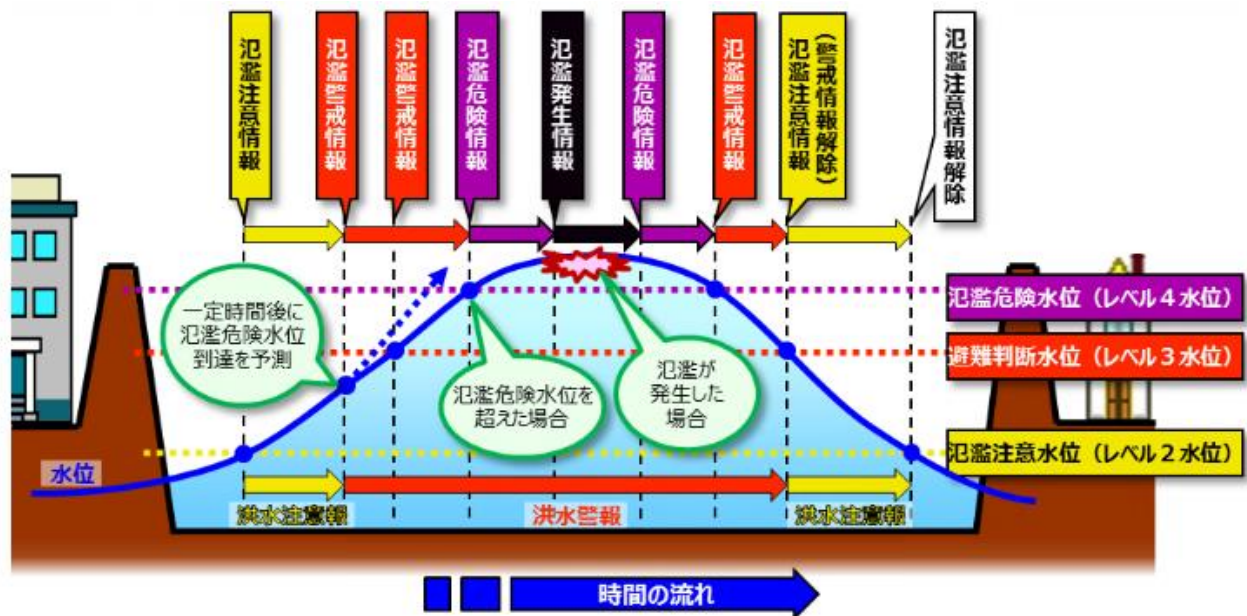 氾濫注意情報
氾濫警戒情報
氾濫警戒情報
氾濫危険情報
氾濫発生情報
氾濫危険情報
氾濫警戒情報
(警戒情報解除)
氾濫注意情報
氾濫注意情報解除
一定時間後に
氾濫危険水位
到達を予測
氾濫危険水位を
超えた場合
氾濫が
発生した
場合
氾濫危険水位（レベル４水位）
避難判断水位（レベル３水位）
氾濫注意水位（レベル２水位）
水位
洪水注意報
洪水警報
洪水注意報
時間の流れ